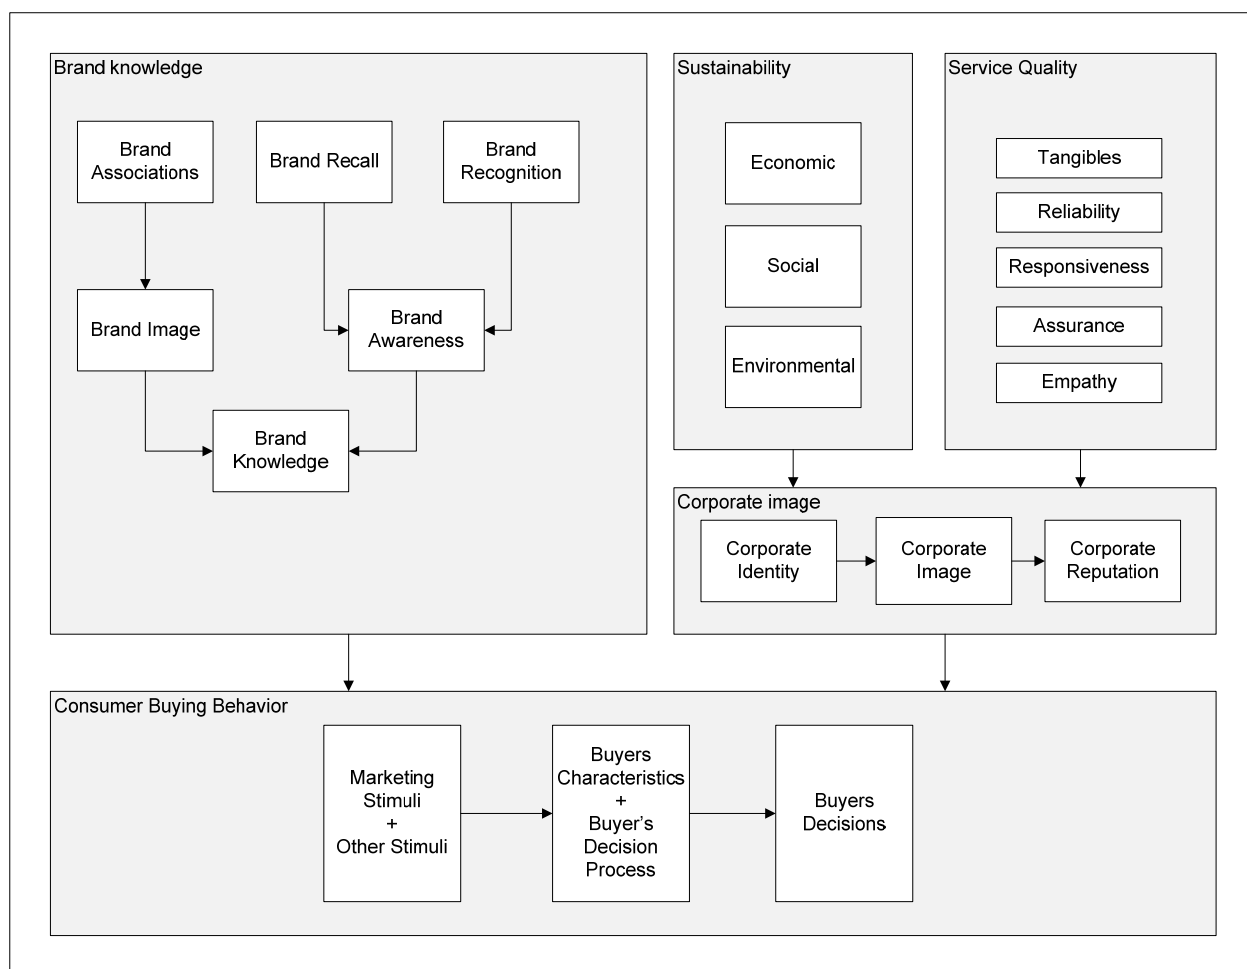 Brand knowledge
Brand
Associations
Brand Recall
Brand
Recognition
Brand Image
Brand
Awareness
Brand
Knowledge
Sustainability
Economic
Social
Environmental
Service Quality
Tangibles
Reliability
Responsiveness
Assurance
Empathy
Corporate image
Corporate
Identity
Corporate
Image
Corporate
Reputation
Consumer Buying Behavior
Marketing
Stimuli
+
Other Stimuli
Buyers
Characteristics
+
Buyer's
Decision
Process
Buyers
Decisions